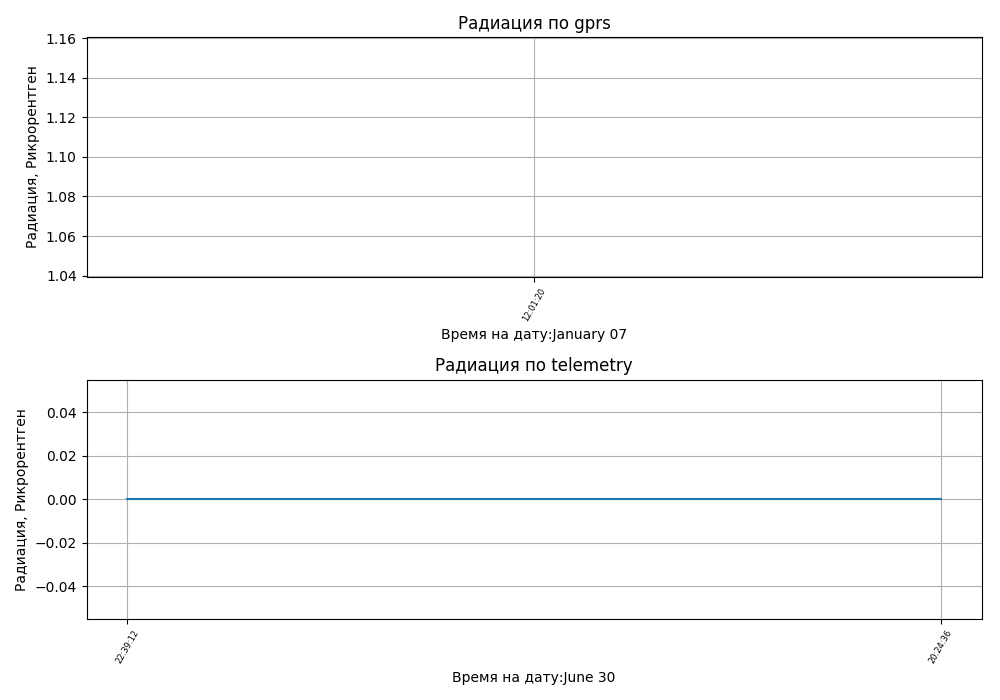 Радиация по gprs
1.16
1.14
1.12
1.10
1.08
1.06
1.04
Радиация, Рикрорентген
12:01:20
Время на дату:January 07
Радиация по telemetry
0.04
0.02
0.00
−0.02
−0.04
Радиация, Рикрорентген
22:39:12
20:24:36
Время на дату:June 30